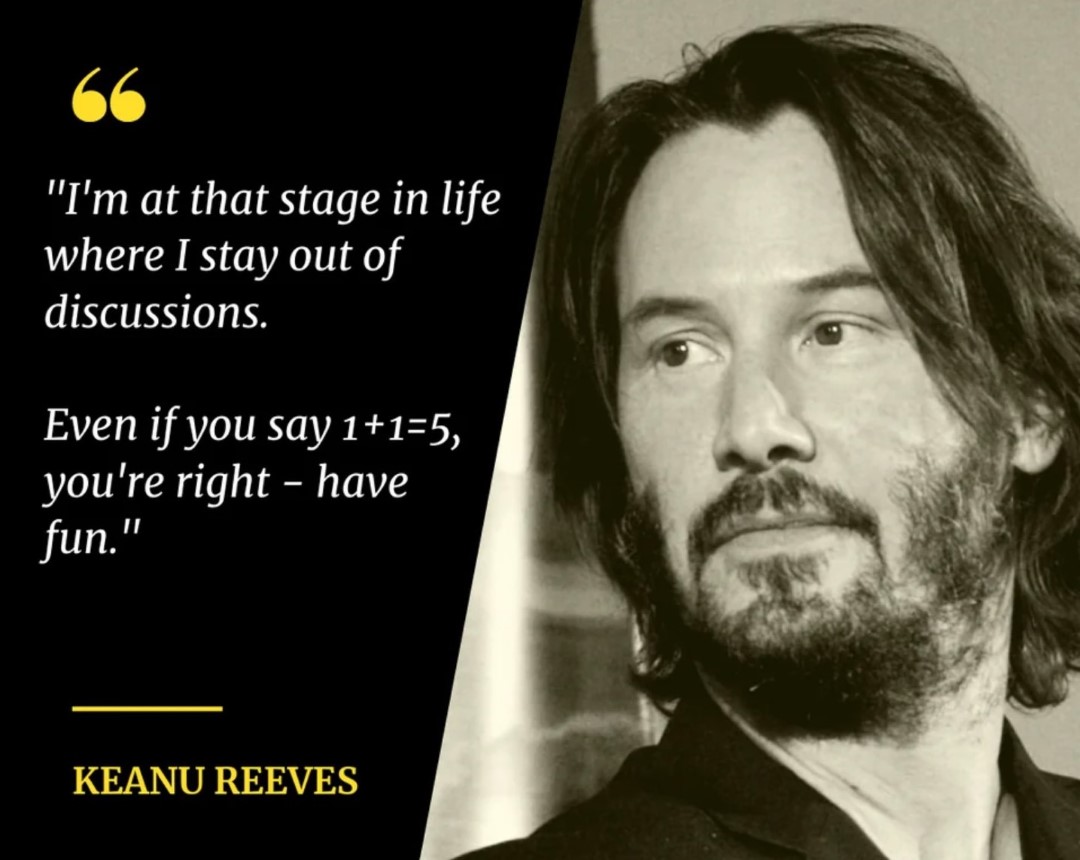 "I'm at that stage in life
where I stay out of
discussions.
Even if you say 1+1=5,
you're right – have
fun."
KEANU REEVES